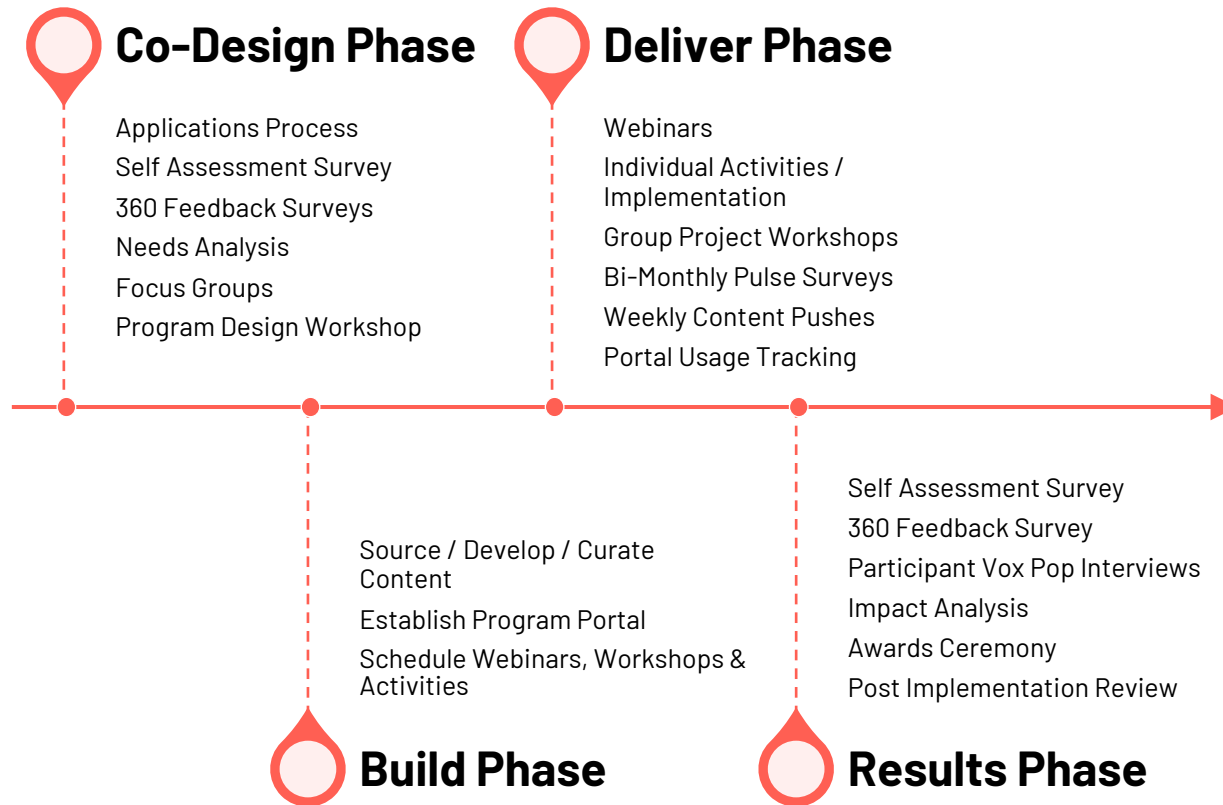 Co-Design Phase
Applications Process
Self Assessment Survey
360 Feedback Surveys
Needs Analysis
Focus Groups
Program Design Workshop
Deliver Phase
Webinars
Individual Activities /
Implementation
Group Project Workshops
Bi-Monthly Pulse Surveys
Weekly Content Pushes
Portal Usage Tracking
Source / Develop / Curate
Content
Establish Program Portal
Schedule Webinars, Workshops &
Activities
Build Phase
Self Assessment Survey
360 Feedback Survey
Participant Vox Pop Interviews
Impact Analysis
Awards Ceremony
Post Implementation Review
Results Phase